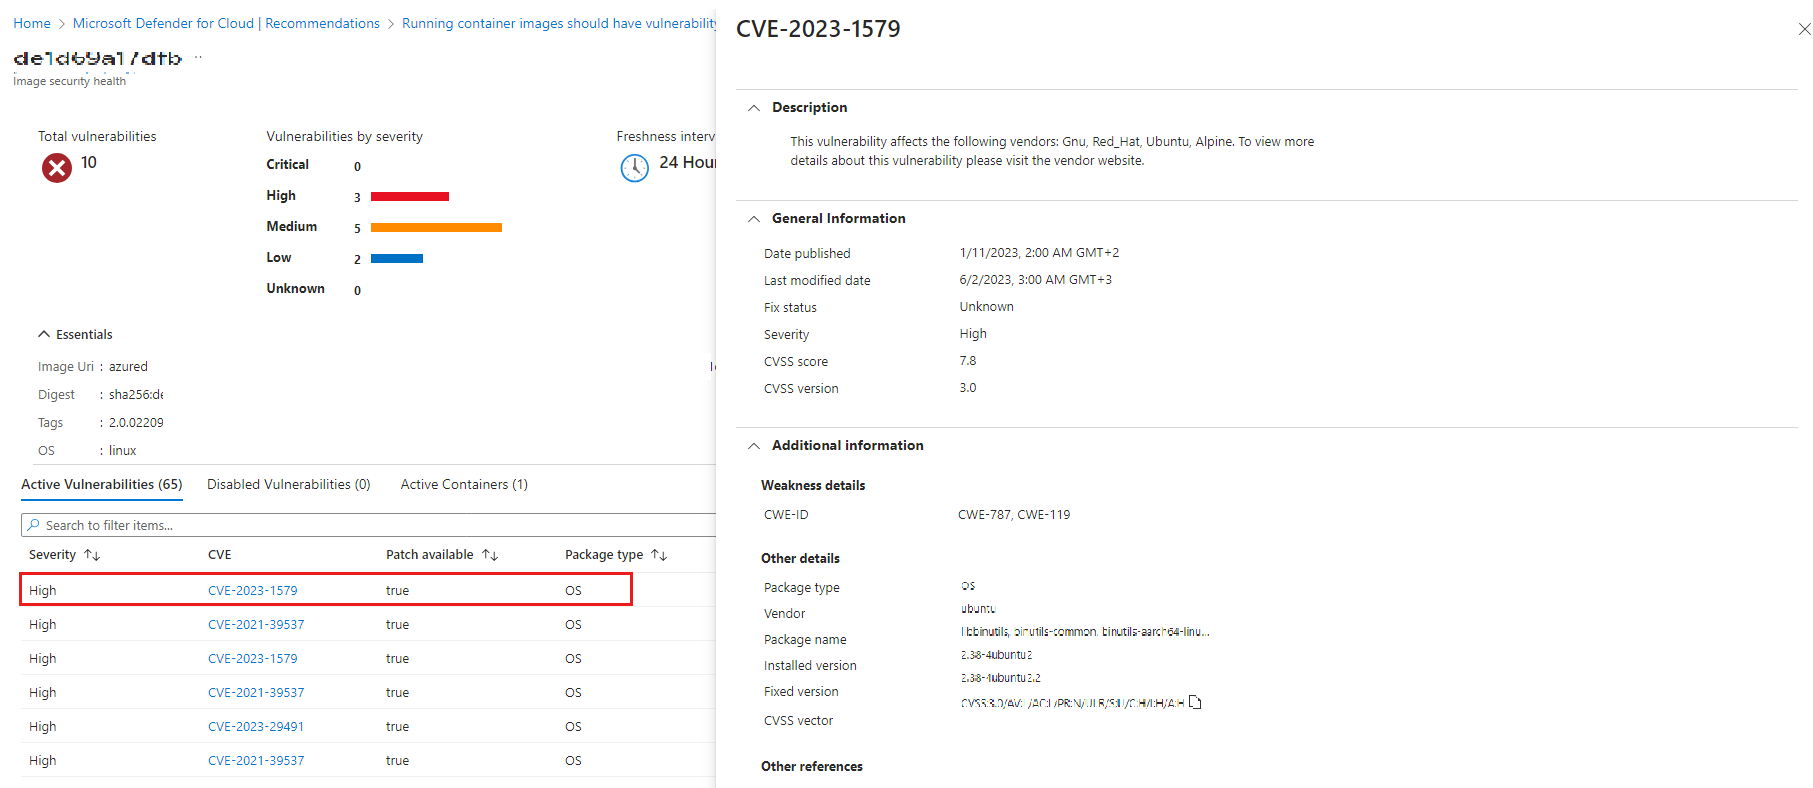 Home > Microsoft Defender for Cloud | Recommendations > Running container images should have vulnerability
Image security health
Total vulnerabilities
10
Vulnerabilities by severity
Critical 0
High 3
Medium 5
Low 2
Unknown 0
Freshness interv
24 Hour
Essentials
Image Uri : azured
Digest : sha256:de
Tags : 2.0.02209
OS : linux
Active Vulnerabilities (65) Disabled Vulnerabilities (0) Active Containers (1)
Search to filter items...
Severity CVE Patch available Package type
High CVE-2023-1579 true OS
High CVE-2021-39537 true OS
High CVE-2023-1579 true OS
High CVE-2021-39537 true OS
High CVE-2023-29491 true OS
High CVE-2021-39537 true OS
CVE-2023-1579
Description
This vulnerability affects the following vendors: Gnu, Red_Hat, Ubuntu, Alpine. To view more
details about this vulnerability please visit the vendor website.
General Information
Date published 1/11/2023, 2:00 AM GMT+2
Last modified date 6/2/2023, 3:00 AM GMT+3
Fix status Unknown
Severity High
CVSS score 7.8
CVSS version 3.0
Additional information
Weakness details
CWE-ID CWE-787, CWE-119
Other details
Package type OS
Vendor ubuntu
Package name libbinutils, binutils-common, binutils-aarch64-linu...
Installed version 2.38-4ubuntu2
Fixed version 2.38-4ubuntu2.2
CVSS vector CVSS:3.0/AV:L/AC:L/PR:N/UI:R/S:U/C:H/I:H/A:H
Other references